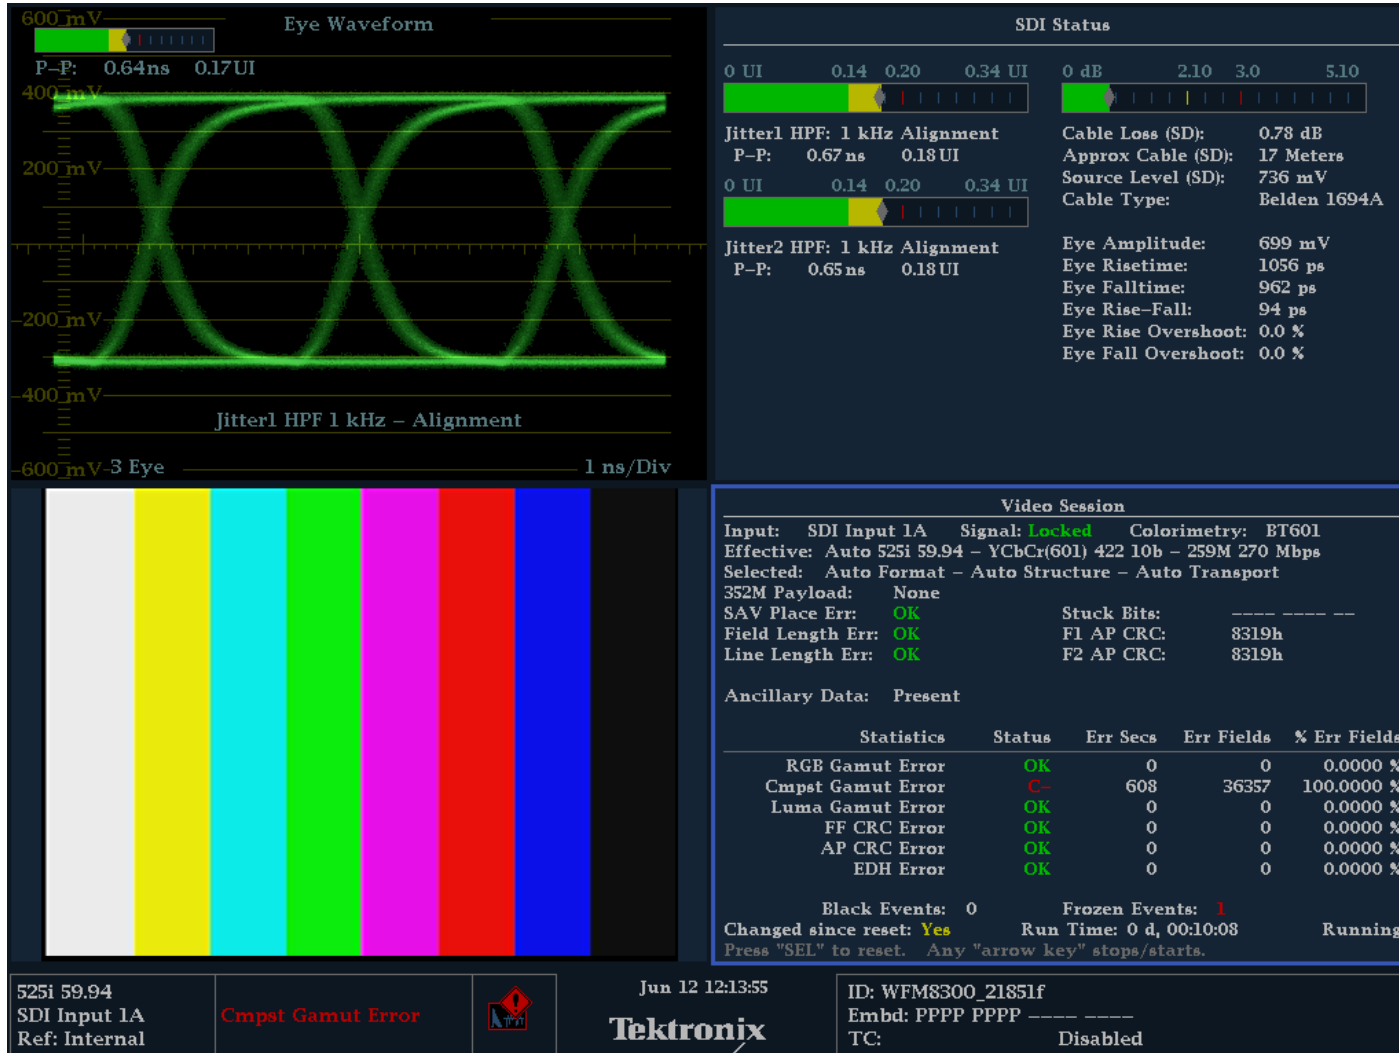 Eye Waveform
600 mV
P-P: 0.64ns 0.17UI
400 mV
200 mV
-200 mV
-400 mV
Jitter1 HPF 1 kHz – Alignment
-600 mV
3 Eye
1 ns/Div
SDI Status
0 UI 0.14 0.20 0.34 UI
Jitter1 HPF: 1 kHz Alignment
P-P: 0.67ns 0.18UI
0 UI 0.14 0.20 0.34 UI
Jitter2 HPF: 1 kHz Alignment
P-P: 0.65ns 0.18UI
0 dB 2.10 3.0 5.10
Cable Loss (SD): 0.78 dB
Approx Cable (SD): 17 Meters
Source Level (SD): 736 mV
Cable Type: Belden 1694A
Eye Amplitude: 699 mV
Eye Risetime: 1056 ps
Eye Falltime: 962 ps
Eye Rise-Fall: 94 ps
Eye Rise Overshoot: 0.0 %
Eye Fall Overshoot: 0.0 %
Video Session
Input: SDI Input 1A Signal: Locked Colorimetry: BT601
Effective: Auto 525i 59.94 – YCbCr(601) 422 10b – 259M 270 Mbps
Selected: Auto Format – Auto Structure – Auto Transport
352M Payload: None
SAV Place Err: OK Stuck Bits: ---- ---- --
Field Length Err: OK F1 AP CRC: 8319h
Line Length Err: OK F2 AP CRC: 8319h
Ancillary Data: Present
Statistics Status Err Secs Err Fields % Err Fields
RGB Gamut Error OK 0 0 0.0000 %
Cmpst Gamut Error C- 608 36357 100.0000 %
Luma Gamut Error OK 0 0 0.0000 %
FF CRC Error OK 0 0 0.0000 %
AP CRC Error OK 0 0 0.0000 %
EDH Error OK 0 0 0.0000 %
Black Events: 0 Frozen Events: 1
Changed since reset: Yes Run Time: 0 d, 00:10:08 Running
Press "SEL" to reset. Any "arrow key" stops/starts.
525i 59.94
SDI Input 1A
Ref: Internal
Cmpst Gamut Error
Jun 12 12:13:55
Tektronix
ID: WFM8300_21851f
Embd: PPPP PPPP ---- ----
TC: Disabled